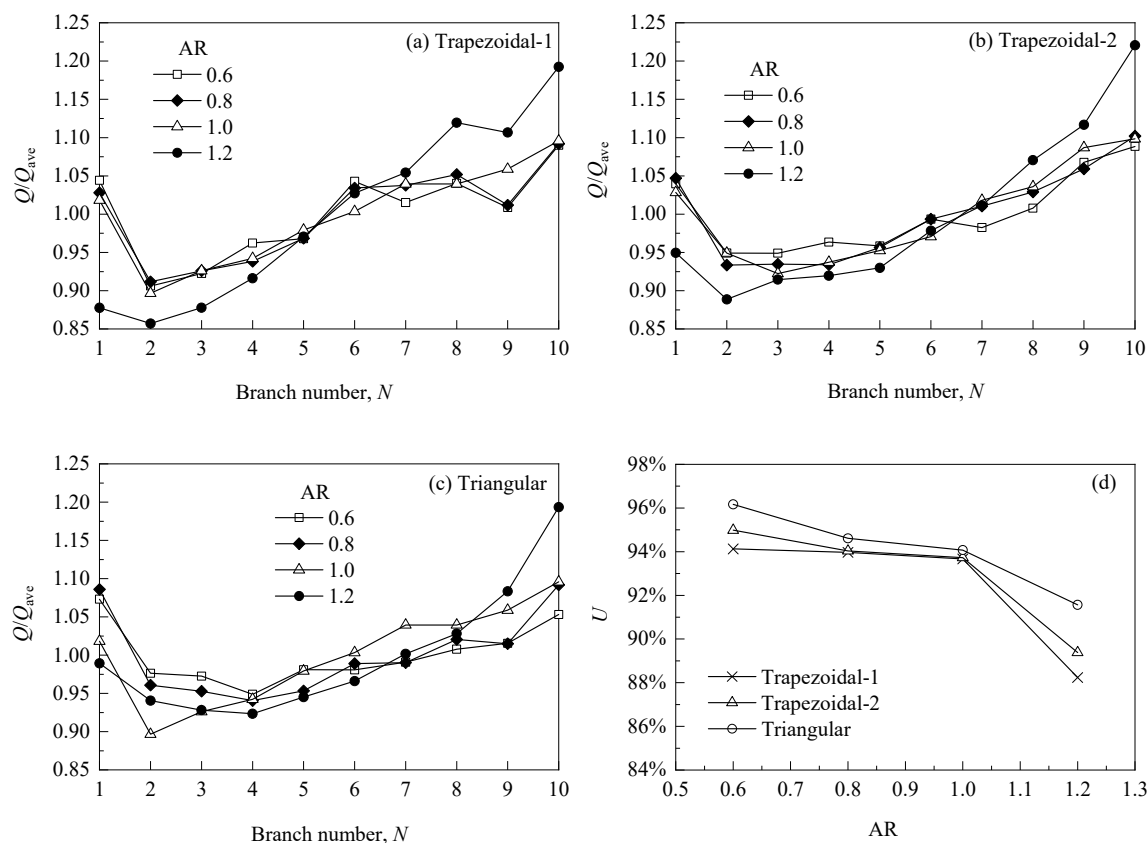 (a) Trapezoidal-1
AR
0.6
0.8
1.0
1.2
1.25
1.20
1.15
1.10
1.05
1.00
0.95
0.90
0.85
Q/Qave
1 2 3 4 5 6 7 8 9 10
Branch number, N
(b) Trapezoidal-2
AR
0.6
0.8
1.0
1.2
1.25
1.20
1.15
1.10
1.05
1.00
0.95
0.90
0.85
Q/Qave
1 2 3 4 5 6 7 8 9 10
Branch number, N
(c) Triangular
AR
0.6
0.8
1.0
1.2
1.25
1.20
1.15
1.10
1.05
1.00
0.95
0.90
0.85
Q/Qave
1 2 3 4 5 6 7 8 9 10
Branch number, N
(d)
98%
96%
94%
92%
90%
88%
86%
84%
U
Trapezoidal-1
Trapezoidal-2
Triangular
0.5 0.6 0.7 0.8 0.9 1.0 1.1 1.2 1.3
AR